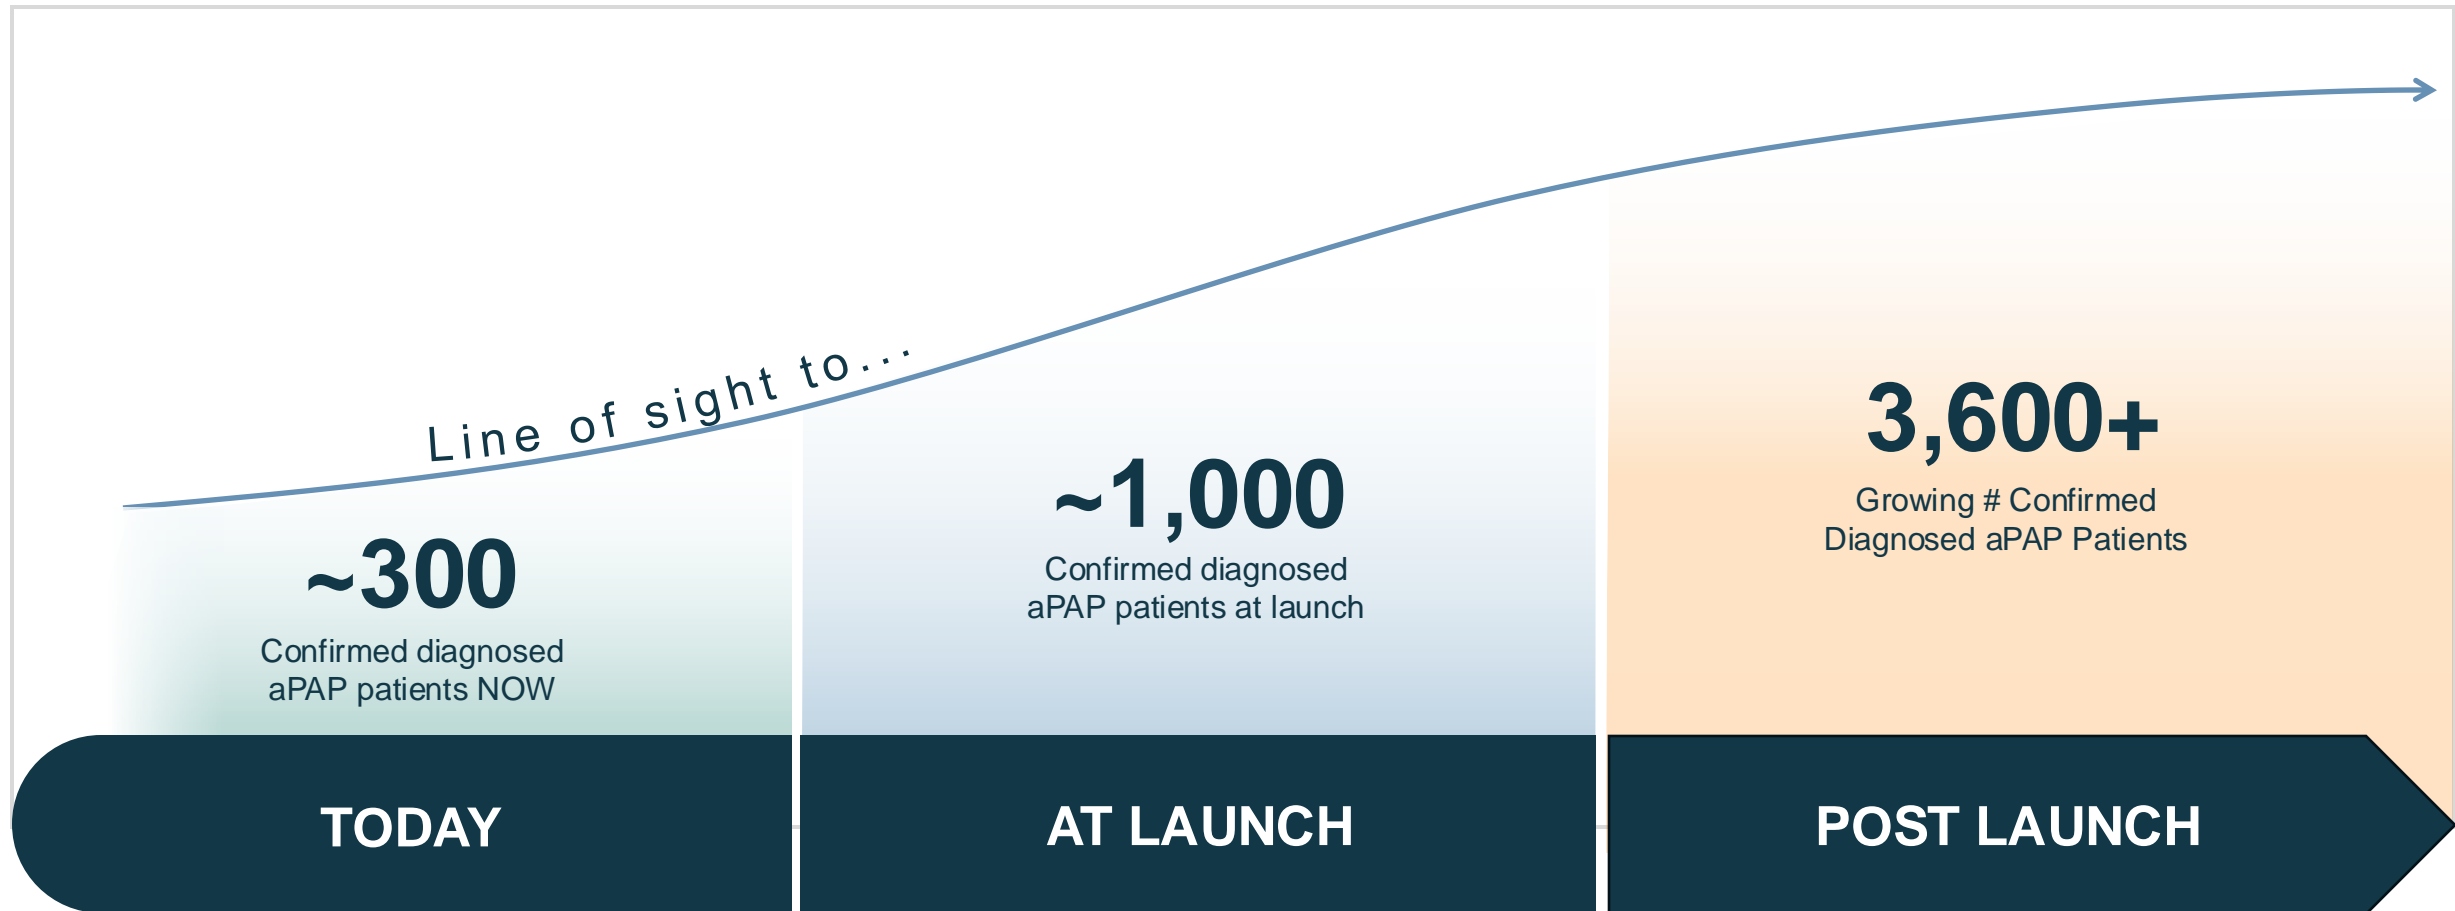 Line of sight to...
~300
Confirmed diagnosed
aPAP patients NOW
~1,000
Confirmed diagnosed
aPAP patients at launch
3,600+
Growing # Confirmed
Diagnosed aPAP Patients
TODAY
AT LAUNCH
POST LAUNCH